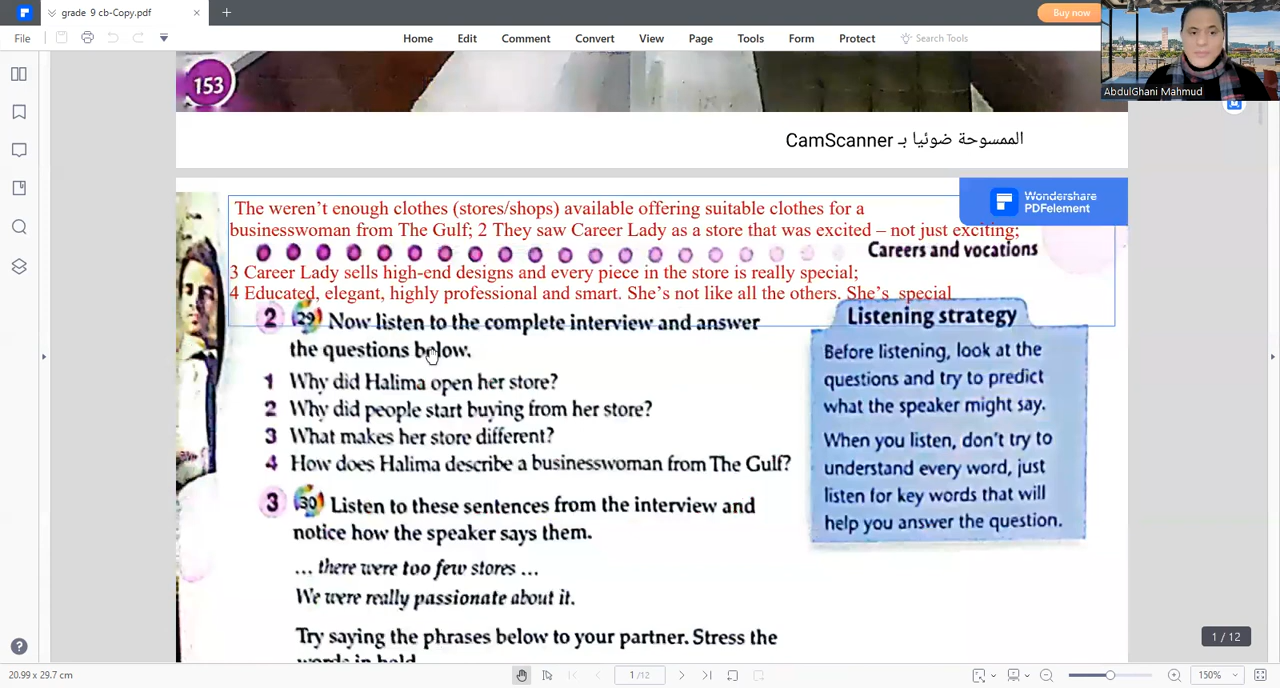 grade 9 cb-Copy.pdf
Buy now
File
Home
Edit
Comment
Convert
View
Page
Tools
Form
Protect
Search Tools
AbdulGhani Mahmud
153
الممسوحة ضوئيا بـ CamScanner
Wondershare
PDFelement
The weren't enough clothes (stores/shops) available offering suitable clothes for a
businesswoman from The Gulf; 2 They saw Career Lady as a store that was excited – not just exciting;
Careers and vocations
3 Career Lady sells high-end designs and every piece in the store is really special;
4 Educated, elegant, highly professional and smart. She's not like all the others. She's special
2 29 Now listen to the complete interview and answer
the questions below.
1 Why did Halima open her store?
2 Why did people start buying from her store?
3 What makes her store different?
4 How does Halima describe a businesswoman from The Gulf?
3 30 Listen to these sentences from the interview and
notice how the speaker says them.
... there were too few stores ...
We were really passionate about it.
Try saying the phrases below to your partner. Stress the
words in bold.
Listening strategy
Before listening, look at the
questions and try to predict
what the speaker might say.
When you listen, don't try to
understand every word, just
listen for key words that will
help you answer the question.
1 / 12
20.99 x 29.7 cm
1 /12
150%